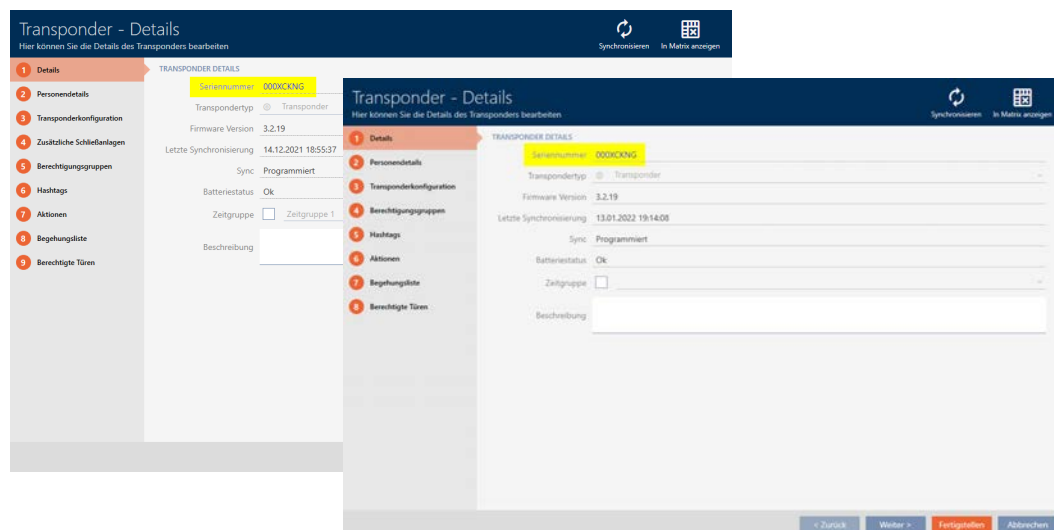 Transponder - Details
Hier können Sie die Details des Transponders bearbeiten
Synchronisieren
In Matrix anzeigen
1 Details
2 Personendetails
3 Transponderkonfiguration
4 Zusätzliche Schließanlagen
5 Berechtigungsgruppen
6 Hashtags
7 Aktionen
8 Begehungsliste
9 Berechtigte Türen
TRANSPONDER DETAILS
Seriennummer 000XCKNG
Transpondertyp Transponder
Firmware Version 3.2.19
Letzte Synchronisierung 14.12.2021 18:55:37
Sync Programmiert
Batteriestatus Ok
Zeitgruppe Zeitgruppe 1
Beschreibung
Transponder - Details
Hier können Sie die Details des Transponders bearbeiten
Synchronisieren
In Matrix anzeigen
1 Details
2 Personendetails
3 Transponderkonfiguration
4 Berechtigungsgruppen
5 Hashtags
6 Aktionen
7 Begehungsliste
8 Berechtigte Türen
TRANSPONDER DETAILS
Seriennummer 000XCKNG
Transpondertyp Transponder
Firmware Version 3.2.19
Letzte Synchronisierung 13.01.2022 19:14:08
Sync Programmiert
Batteriestatus Ok
Zeitgruppe
Beschreibung
< Zurück
Weiter >
Fertigstellen
Abbrechen